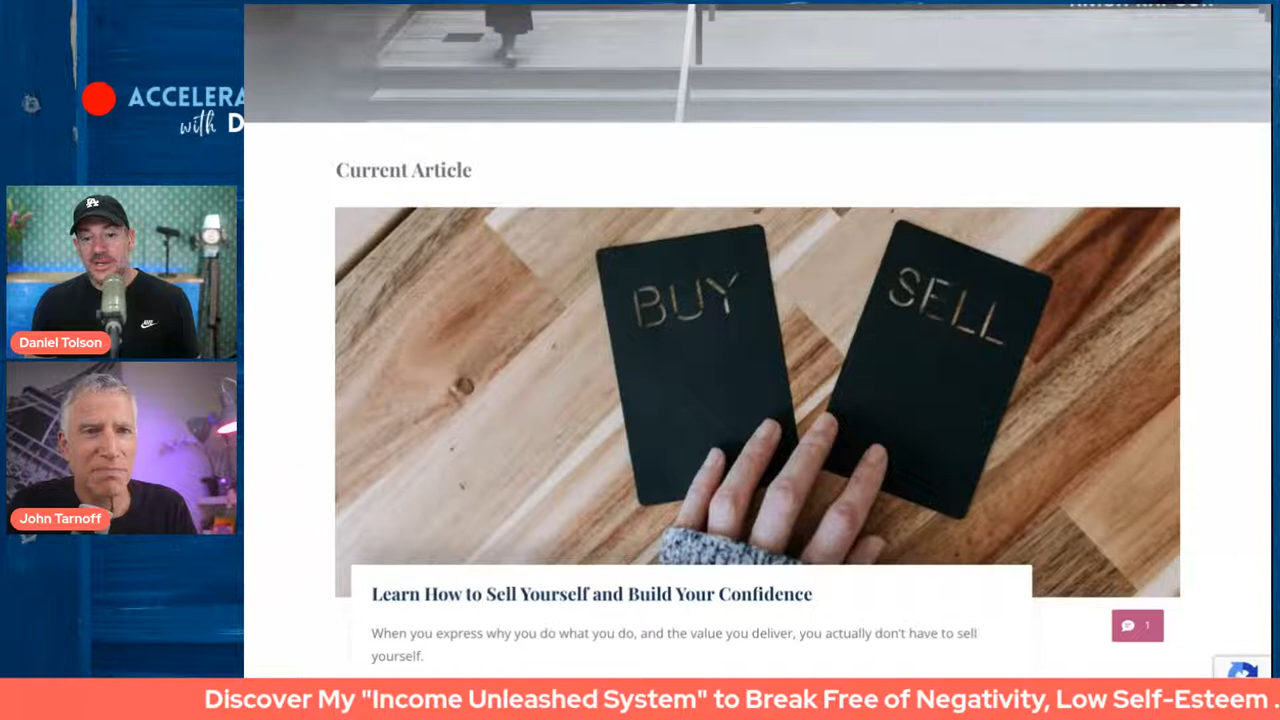 ACCELERA
with D
Current Article
BUY
SELL
Daniel Tolson
John Tarnoff
Learn How to Sell Yourself and Build Your Confidence
When you express why you do what you do, and the value you deliver, you actually don't have to sell
yourself.
1
Discover My "Income Unleashed System" to Break Free of Negativity, Low Self-Esteem .